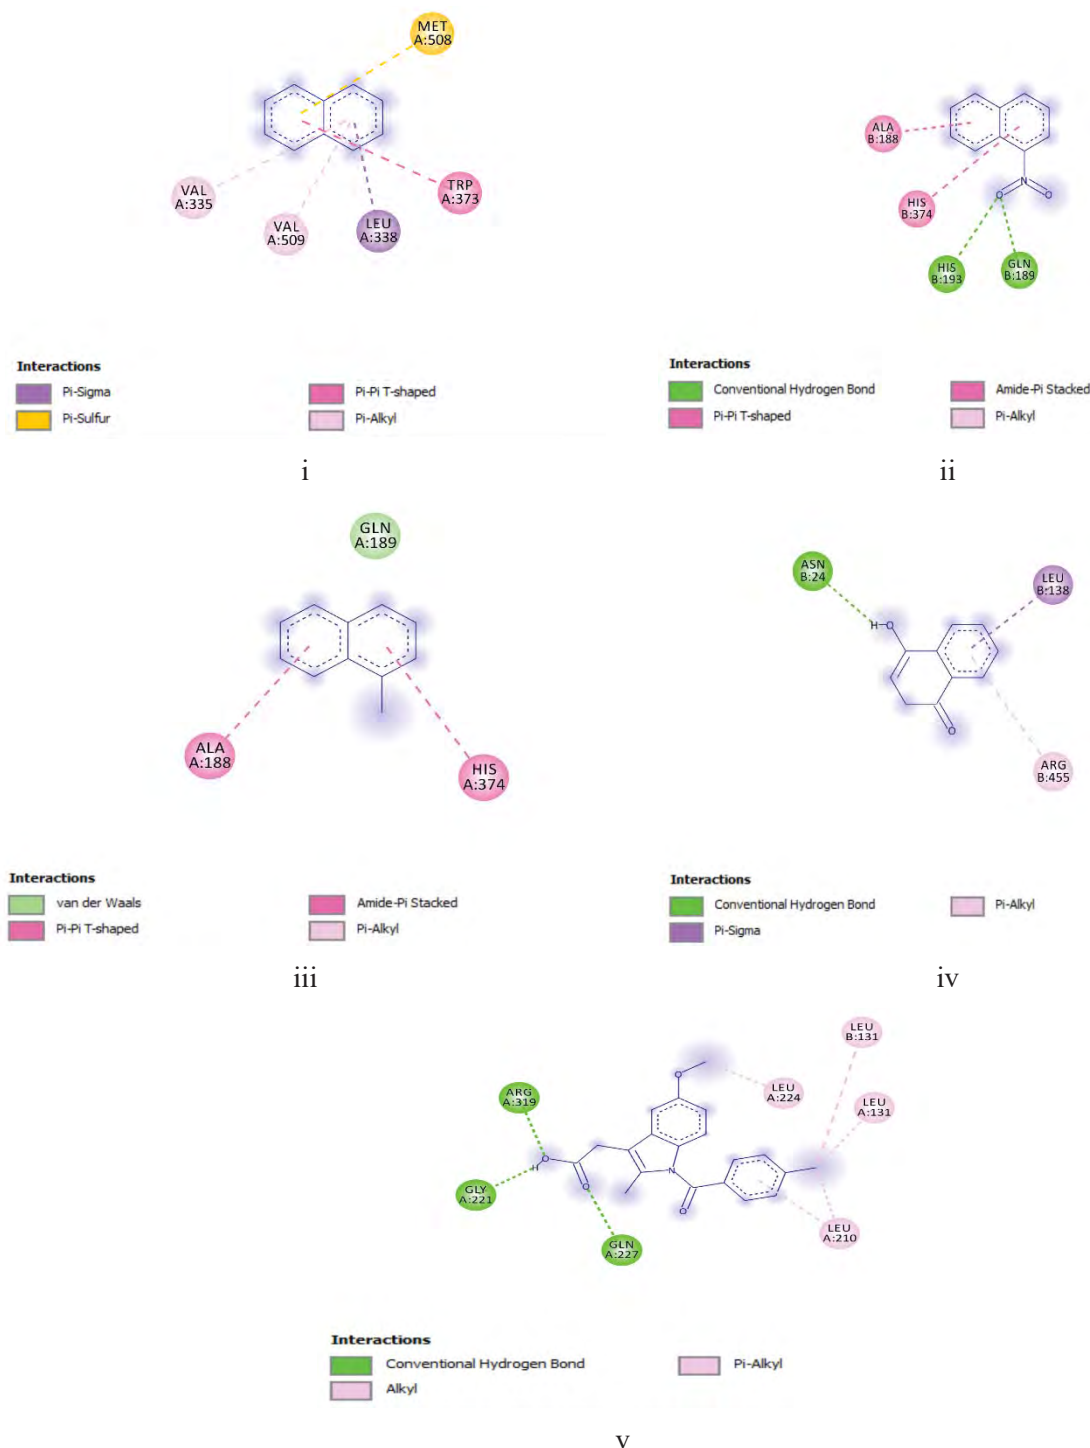 MET
A:508
VAL
A:335
VAL
A:509
LEU
A:338
TRP
A:373
Interactions
Pi-Sigma
Pi-Sulfur
Pi-Pi T-shaped
Pi-Alkyl
i
ALA
B:188
HIS
B:374
N
O
O
HIS
B:193
GLN
B:189
Interactions
Conventional Hydrogen Bond
Pi-Pi T-shaped
Amide-Pi Stacked
Pi-Alkyl
ii
GLN
A:189
ALA
A:188
HIS
A:374
Interactions
van der Waals
Pi-Pi T-shaped
Amide-Pi Stacked
Pi-Alkyl
iii
ASN
B:24
LEU
B:138
H O
O
ARG
B:455
Interactions
Conventional Hydrogen Bond
Pi-Sigma
Pi-Alkyl
iv
LEU
B:131
ARG
A:319
O
LEU
A:224
LEU
A:131
O
H
O
N
O
GLY
A:221
GLN
A:227
LEU
A:210
Interactions
Conventional Hydrogen Bond
Alkyl
Pi-Alkyl
v